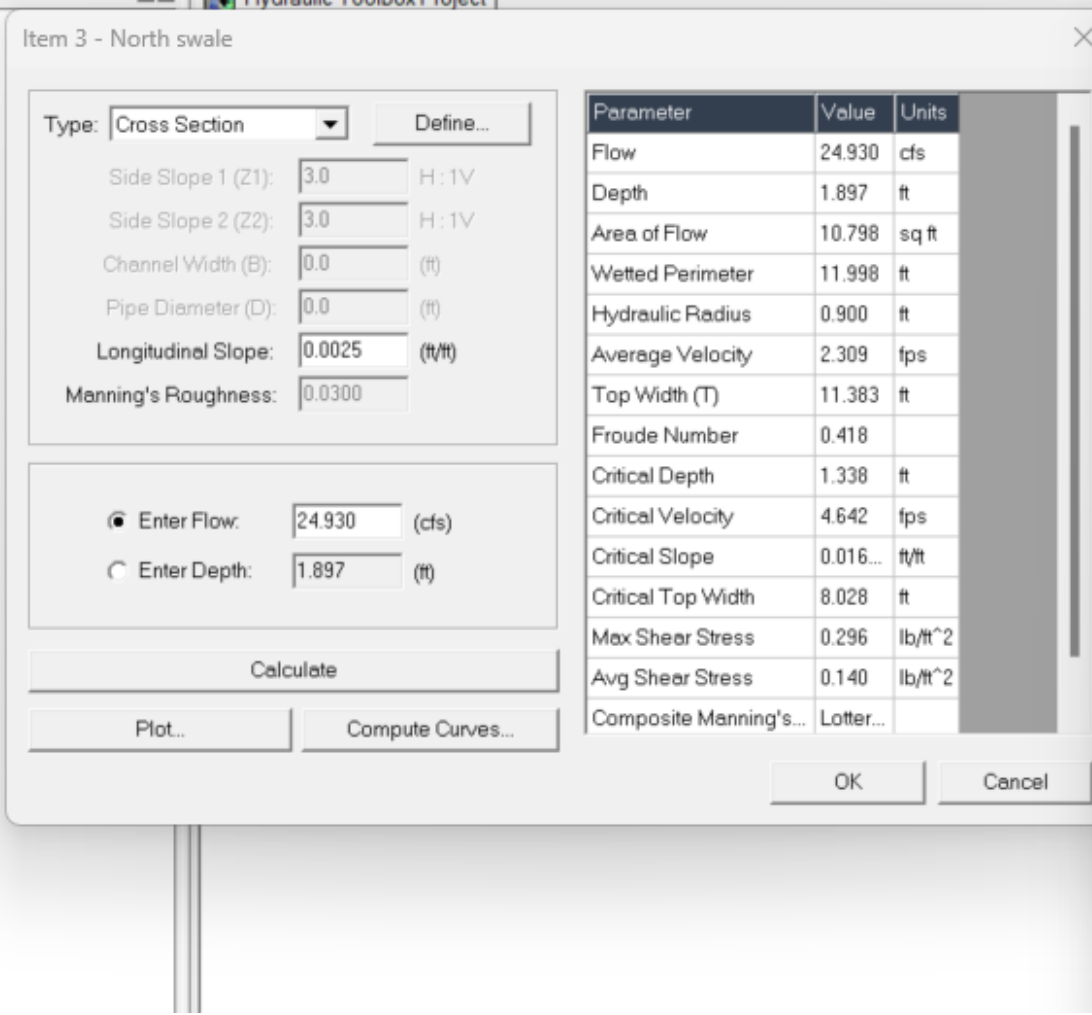 Hydraulic Toolbox Project
Item 3 - North swale
Type: Cross Section Define...
Side Slope 1 (Z1): 3.0 H : 1V
Side Slope 2 (Z2): 3.0 H : 1V
Channel Width (B): 0.0 (ft)
Pipe Diameter (D): 0.0 (ft)
Longitudinal Slope: 0.0025 (ft/ft)
Manning's Roughness: 0.0300
Enter Flow: 24.930 (cfs)
Enter Depth: 1.897 (ft)
Calculate
Plot... Compute Curves...
Parameter Value Units
Flow 24.930 cfs
Depth 1.897 ft
Area of Flow 10.798 sq ft
Wetted Perimeter 11.998 ft
Hydraulic Radius 0.900 ft
Average Velocity 2.309 fps
Top Width (T) 11.383 ft
Froude Number 0.418
Critical Depth 1.338 ft
Critical Velocity 4.642 fps
Critical Slope 0.016... ft/ft
Critical Top Width 8.028 ft
Max Shear Stress 0.296 lb/ft^2
Avg Shear Stress 0.140 lb/ft^2
Composite Manning's... Lotter...
OK Cancel